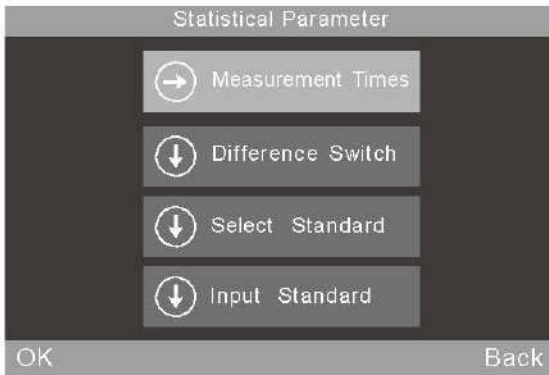 Statistical Parameter
Measurement Times
Difference Switch
Select Standard
Input Standard
OK
Back